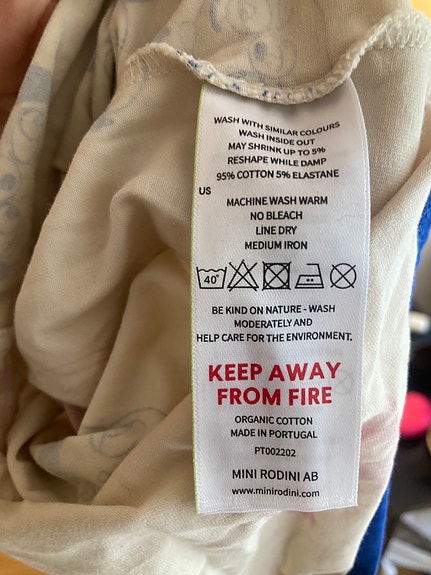 WASH WITH SIMILAR COLOURS
WASH INSIDE OUT
MAY SHRINK UP TO 5%
RESHAPE WHILE DAMP
95% COTTON 5% ELASTANE
US
MACHINE WASH WARM
NO BLEACH
LINE DRY
MEDIUM IRON
40°
BE KIND ON NATURE - WASH
MODERATELY AND
HELP CARE FOR THE ENVIRONMENT.
KEEP AWAY
FROM FIRE
ORGANIC COTTON
MADE IN PORTUGAL
PT002202
MINI RODINI AB
www.minirodini.com